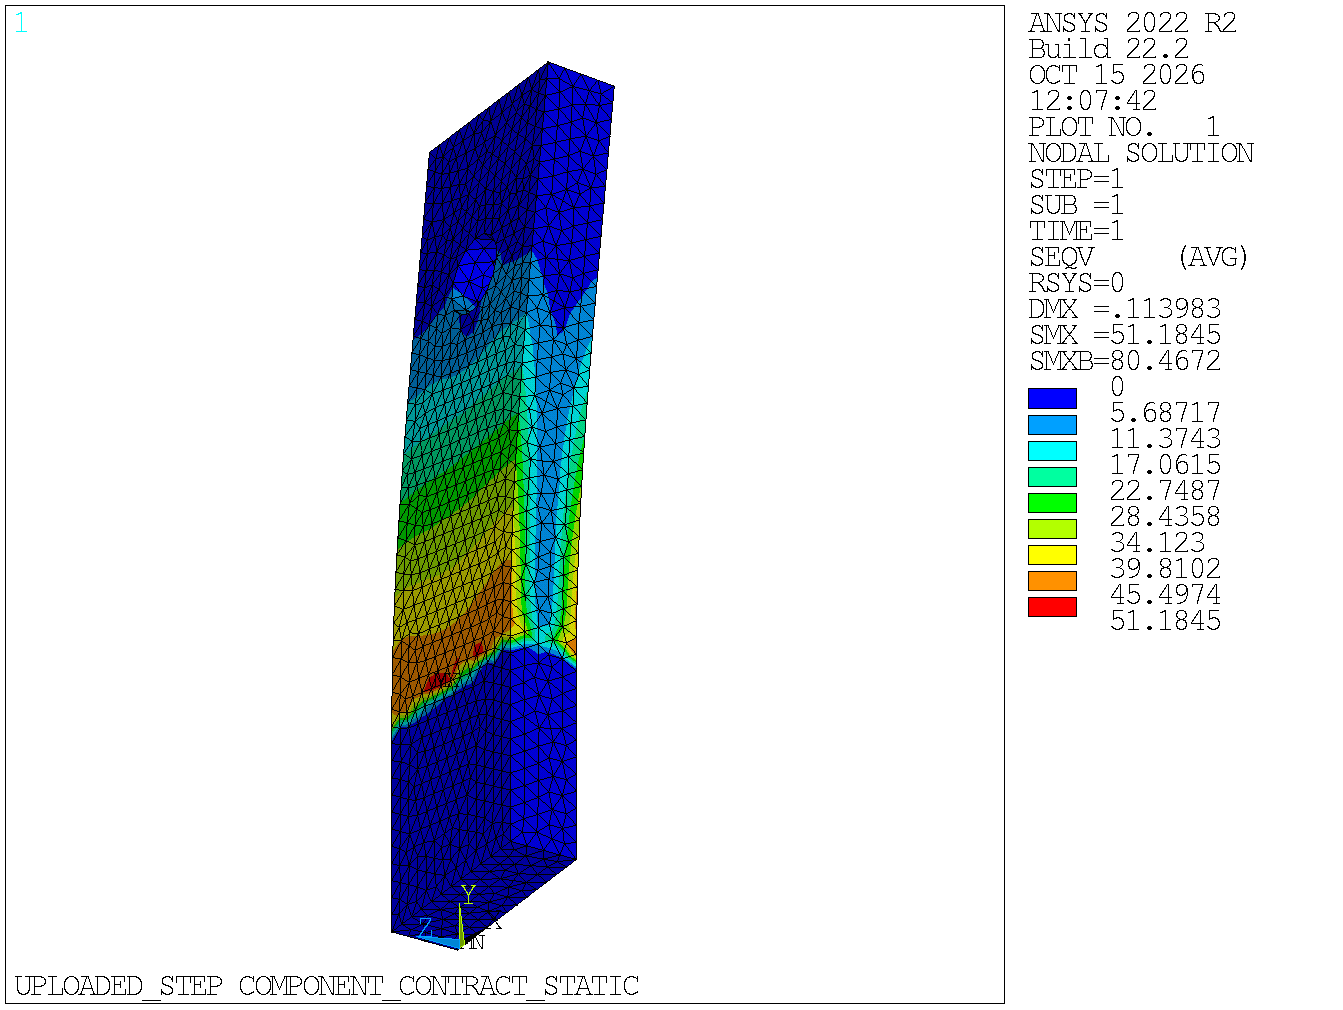 1
ANSYS 2022 R2
Build 22.2
OCT 15 2026
12:07:42
PLOT NO.   1
NODAL SOLUTION
STEP=1
SUB =1
TIME=1
SEQV     (AVG)
RSYS=0
DMX =.113983
SMX =51.1845
SMXB=80.4672
0
5.68717
11.3743
17.0615
22.7487
28.4358
34.123
39.8102
45.4974
51.1845
Y
Z
UPLOADED_STEP COMPONENT_CONTRACT_STATIC